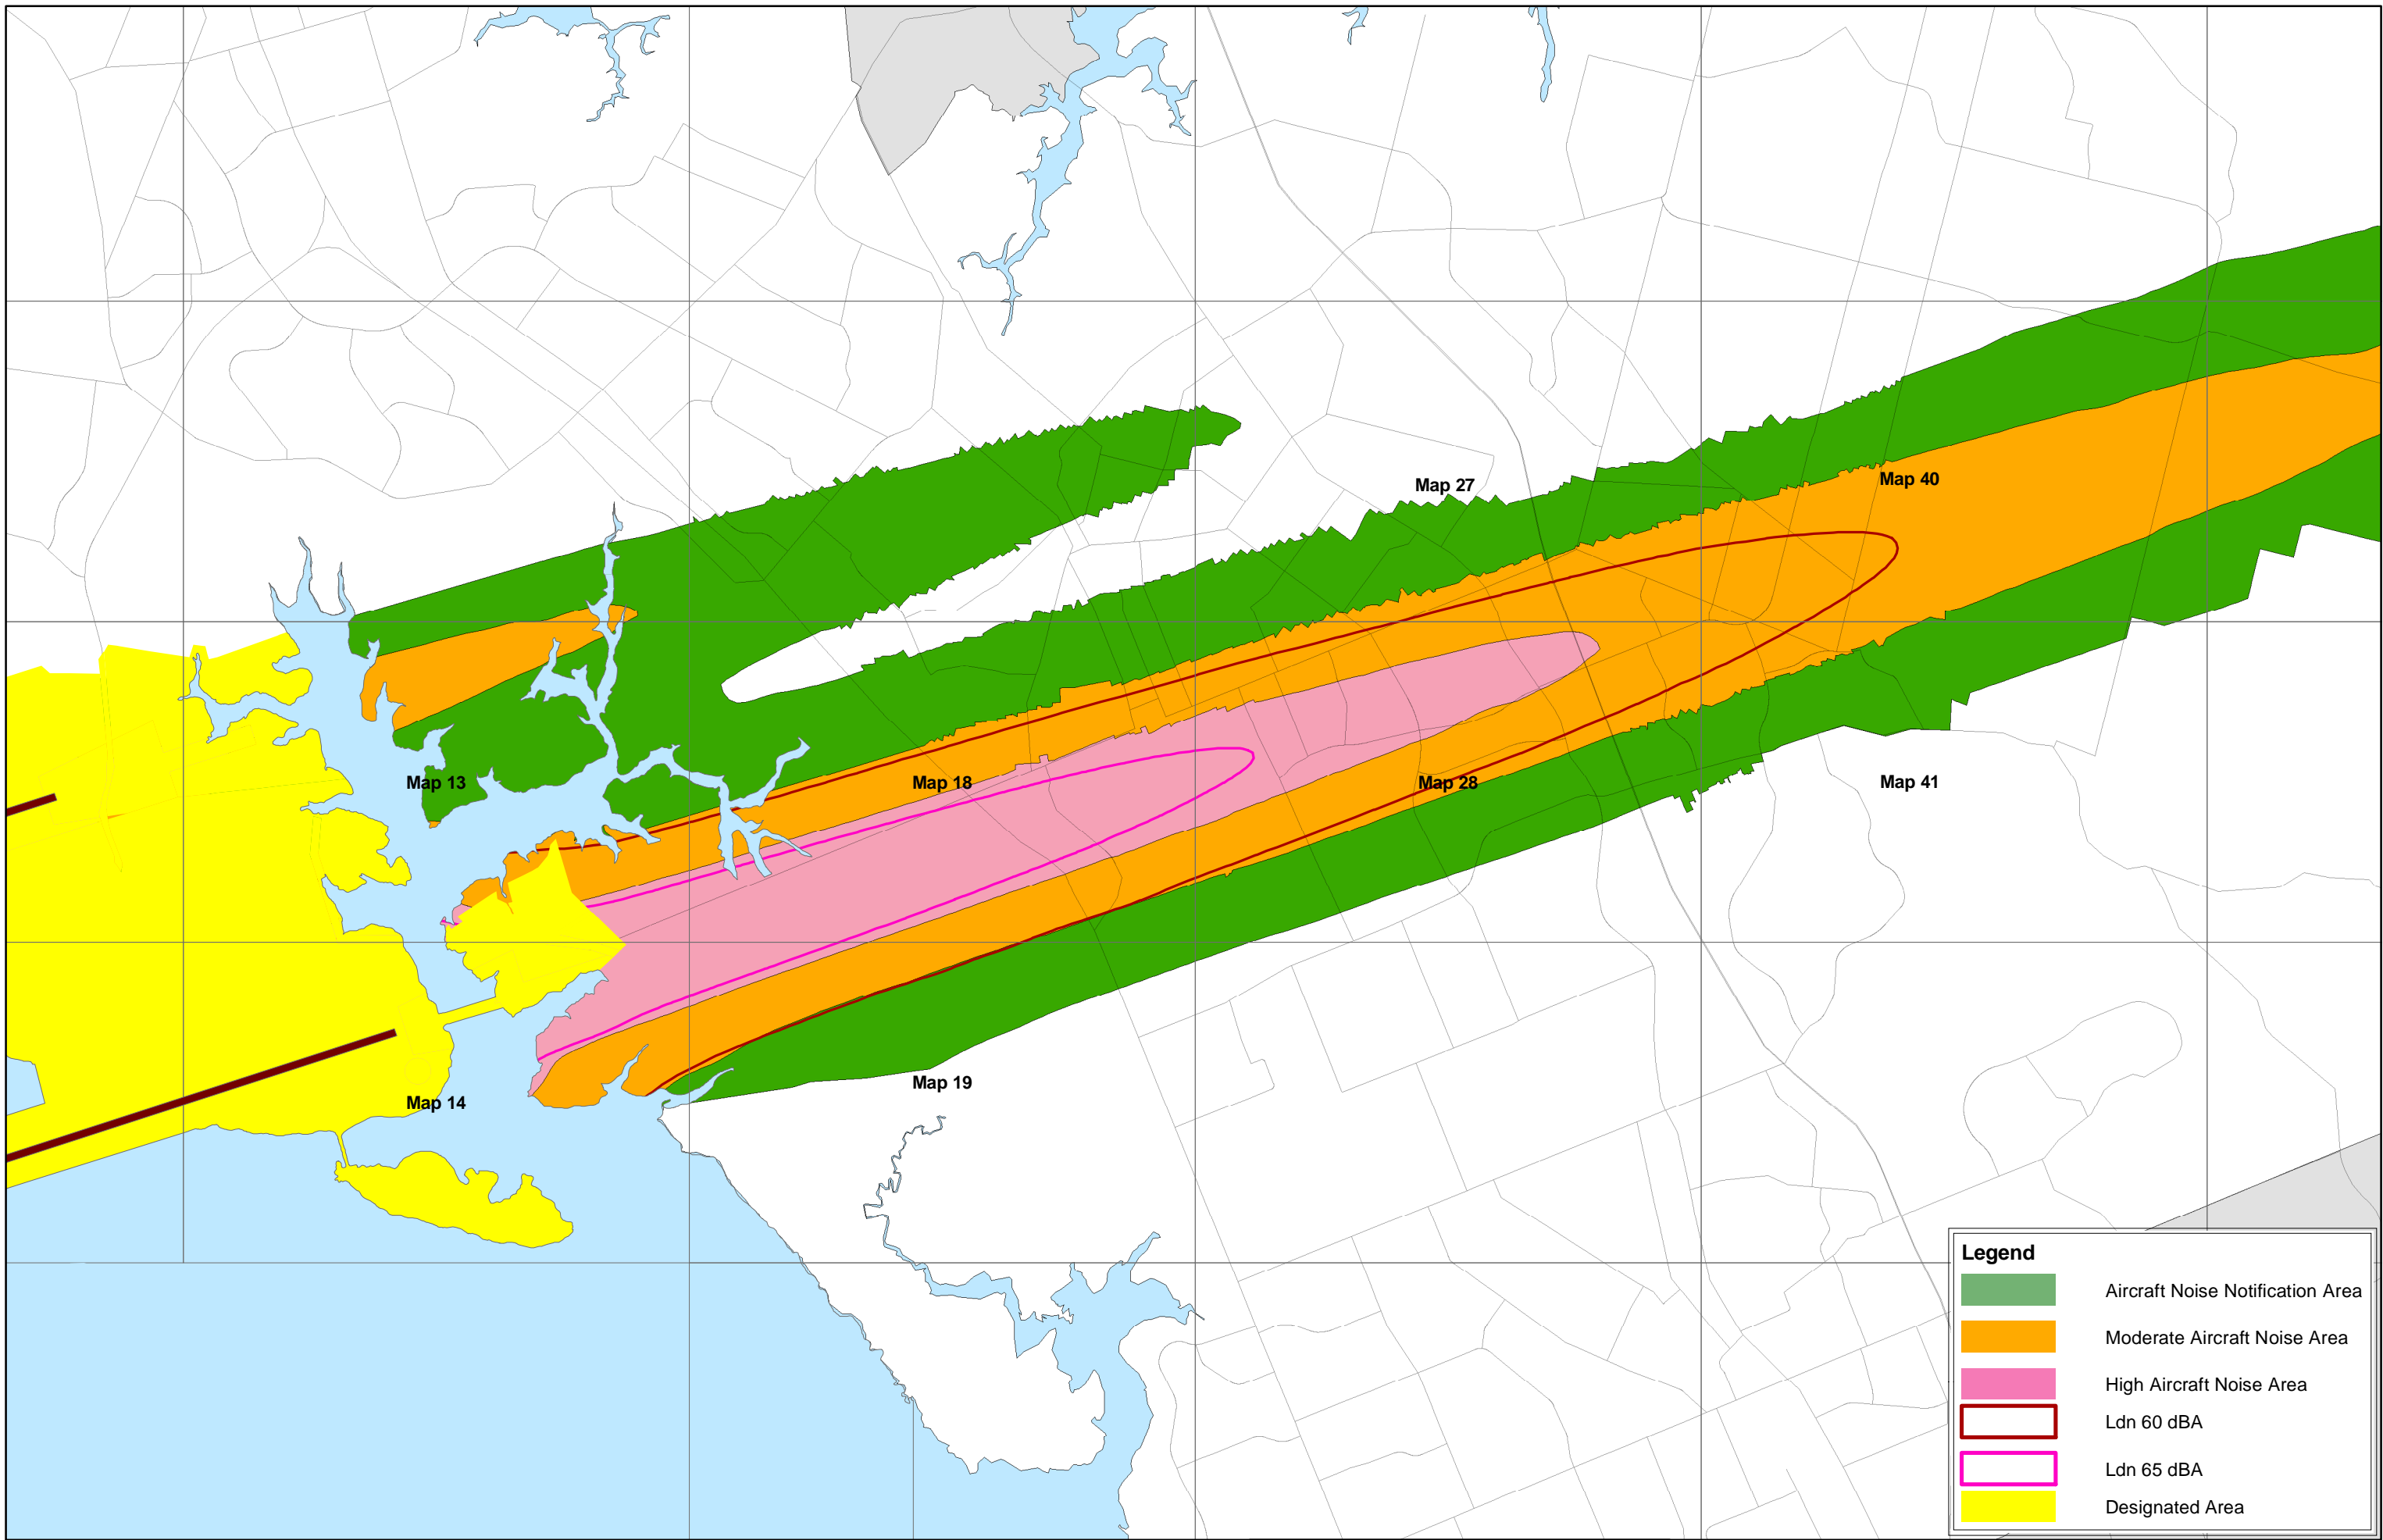 Map 27
Map 40
Map 13
Map 18
Map 28
Map 41
Map 19
Map 14
Legend
Aircraft Noise Notification Area
Moderate Aircraft Noise Area
High Aircraft Noise Area
Ldn 60 dBA
Ldn 65 dBA
Designated Area